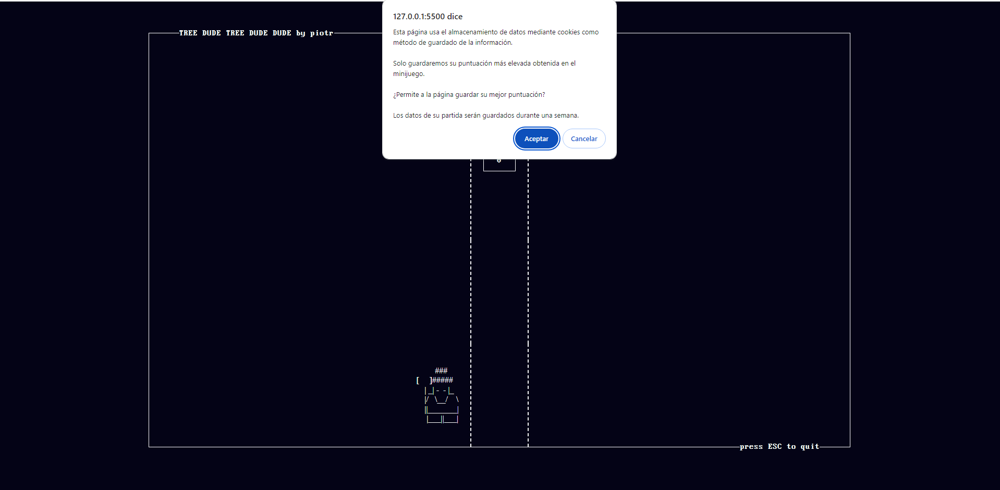 127.0.0.1:5500 dice
Esta página usa el almacenamiento de datos mediante cookies como
método de guardado de la información.
Solo guardaremos su puntuación más elevada obtenida en el
minijuego.
¿Permite a la página guardar su mejor puntuación?
Los datos de su partida serán guardados durante una semana.
Aceptar Cancelar
TREE DUDE TREE DUDE DUDE by piotr
###
[ ]#####
|_|- -|_
|/ \__/ \
||_______|
|___||___|
press ESC to quit